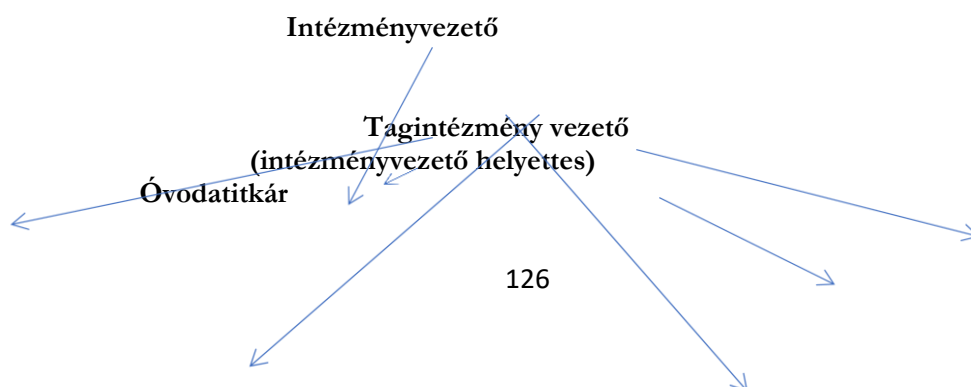 Intézményvezető
Tagintézmény vezető
(intézményvezető helyettes)
Óvodatitkár
126